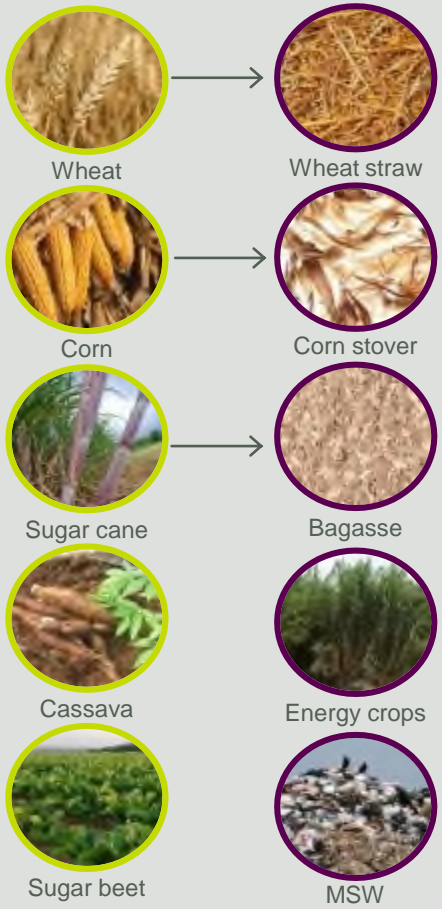 Wheat
Wheat straw
Corn
Corn stover
Sugar cane
Bagasse
Cassava
Energy crops
Sugar beet
MSW